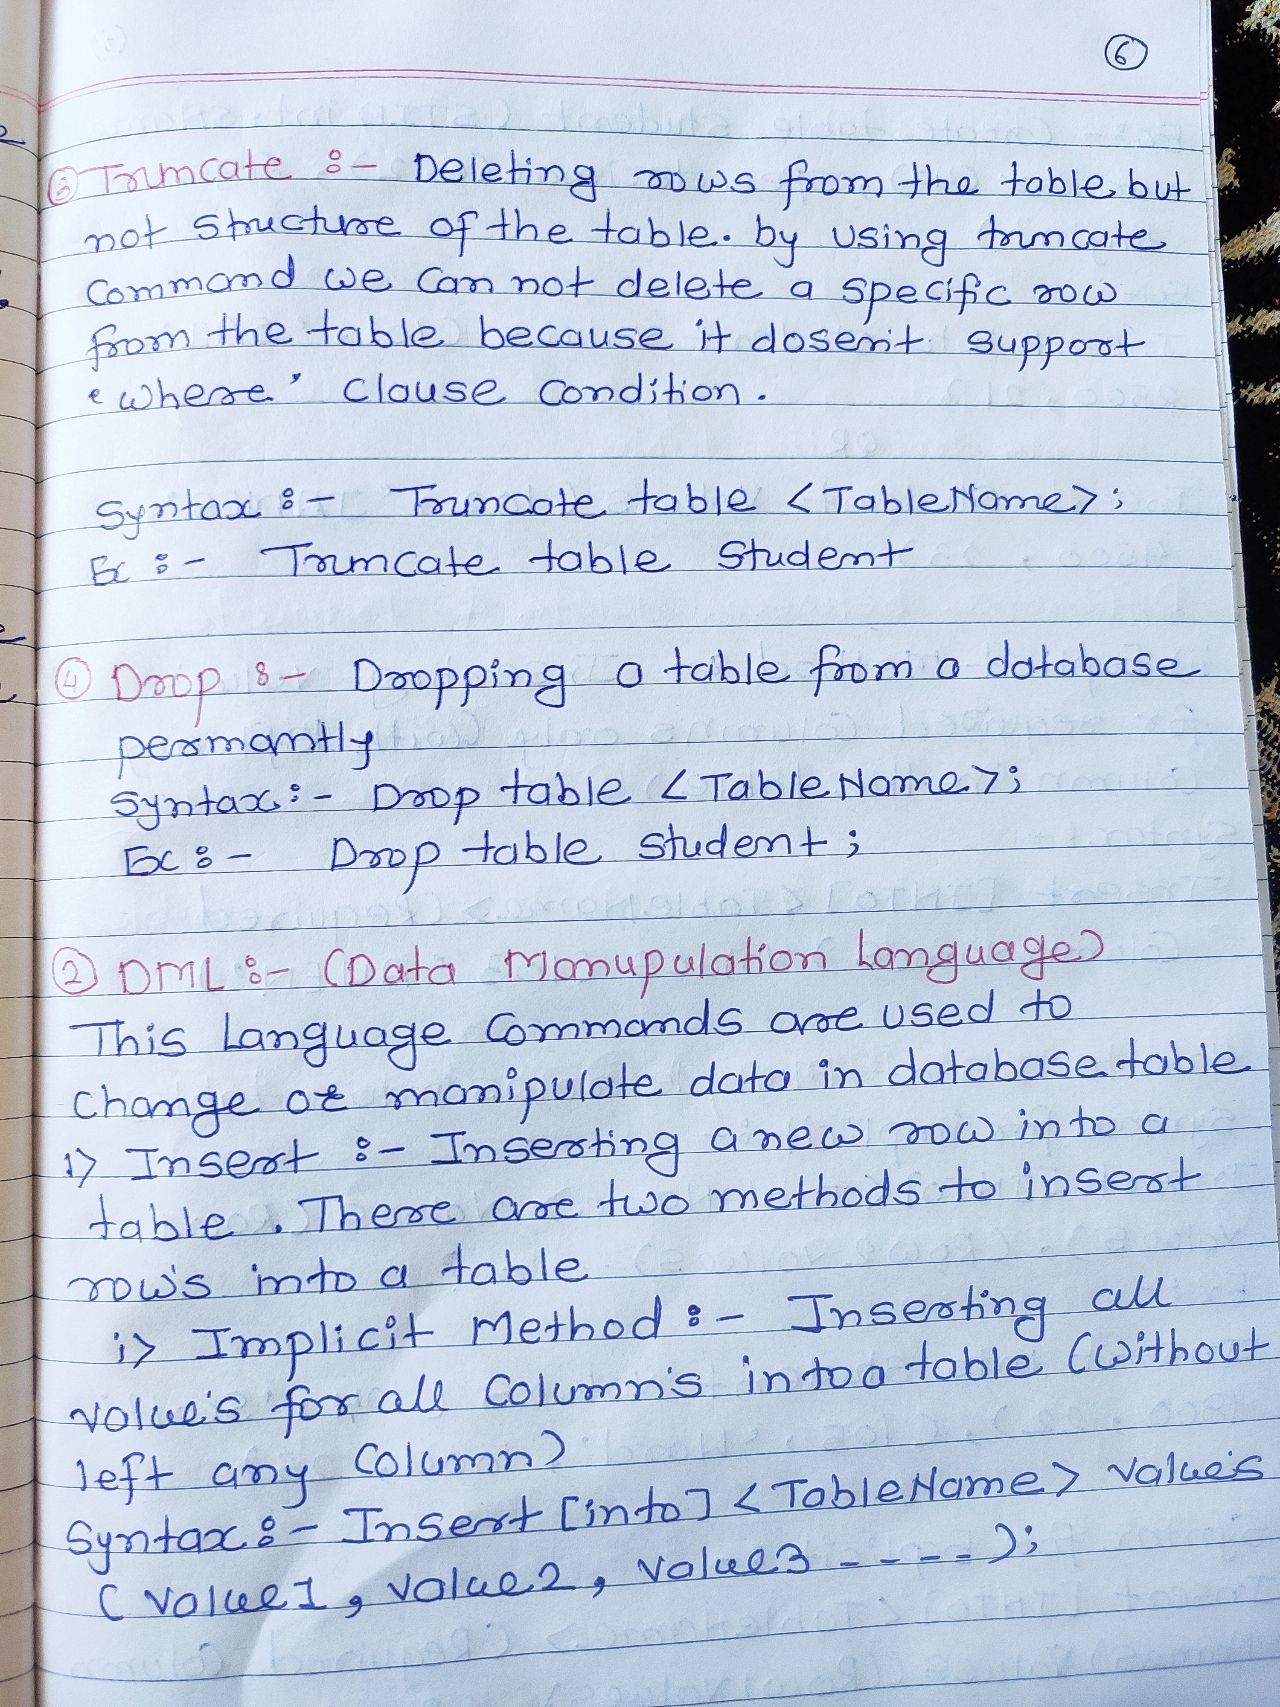 6
③ Truncate :- Deleting rows from the table but
not structure of the table. by using truncate
Command we can not delete a specific row
from the table because it dosen't support
'where' clause condition.
Syntax :- Truncate table <TableName>;
Ex :- Truncate table Student
④ Drop :- Dropping a table from a database
permantly
Syntax :- Drop table <TableName>;
Ex :- Drop table student;
② DML :- (Data Manupulation Language)
This Language Commands are used to
change or manipulate data in database table
1> Insert :- Inserting a new row into a
table. There are two methods to insert
row's into a table
i> Implicit Method :- Inserting all
value's for all Column's into a table (without
left any Column)
Syntax :- Insert [into] <TableName> value's
(value1, value2, value3 - - - - -);